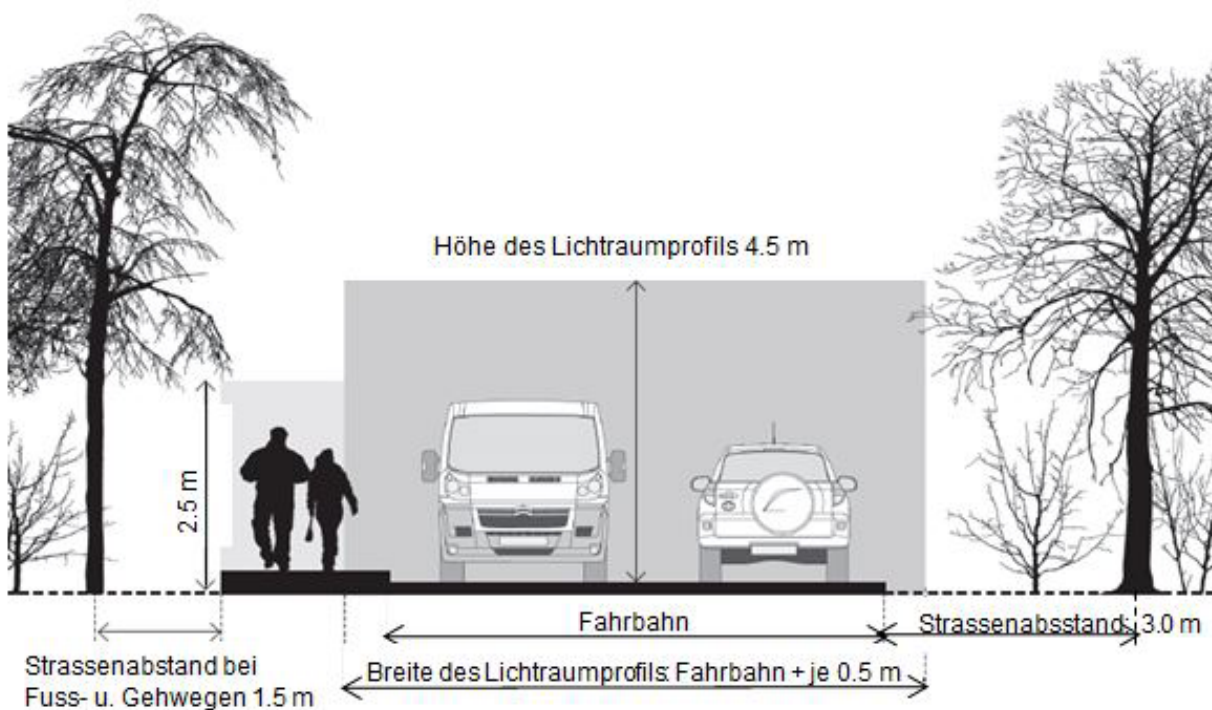 Höhe des Lichtraumprofils 4.5 m
2.5 m
Fahrbahn
Strassenabsstand: 3.0 m
Strassenabstand bei
Fuss- u. Gehwegen 1.5 m
Breite des Lichtraumprofils: Fahrbahn + je 0.5 m